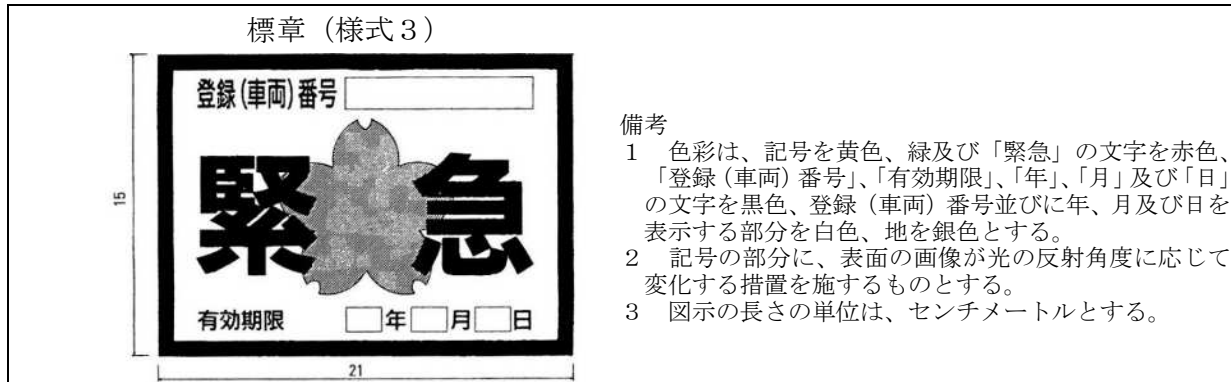 標章（様式３）
登録(車両)番号
緊急
有効期限 年 月 日
15
21
備考
１　色彩は、記号を黄色、緑及び「緊急」の文字を赤色、
「登録（車両）番号」、「有効期限」、「年」、「月」及び「日」
の文字を黒色、登録（車両）番号並びに年、月及び日を
表示する部分を白色、地を銀色とする。
２　記号の部分に、表面の画像が光の反射角度に応じて
変化する措置を施するものとする。
３　図示の長さの単位は、センチメートルとする。